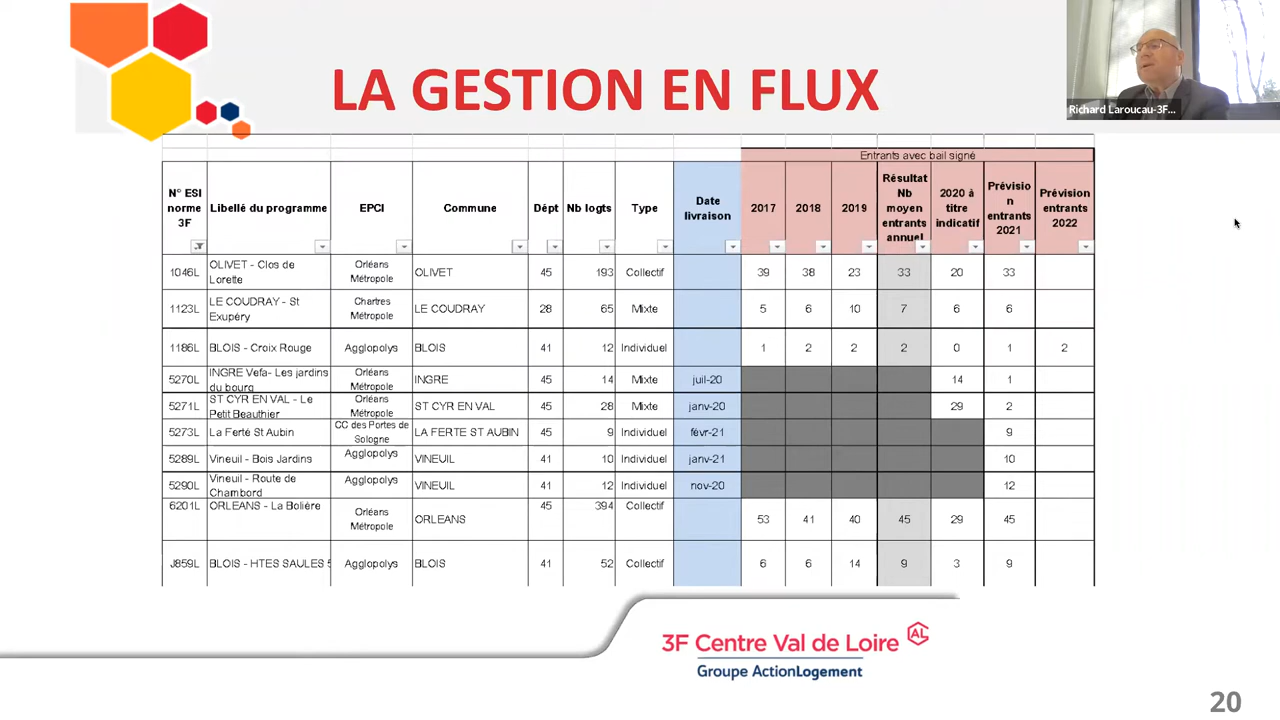 LA GESTION EN FLUX
Richard Laroucau-3F...
Entrants avec bail signé
N° ESI norme 3F Libellé du programme EPCI Commune Dépt Nb logts Type Date livraison 2017 2018 2019 Résultat Nb moyen entrants annuel 2020 à titre indicatif Prévision entrants 2021 Prévision entrants 2022
1046L OLIVET - Clos de Lorette Orléans Métropole OLIVET 45 193 Collectif 39 38 23 33 20 33
1123L LE COUDRAY - St Exupéry Chartres Métropole LE COUDRAY 28 65 Mixte 5 6 10 7 6 6
1186L BLOIS - Croix Rouge Agglopolys BLOIS 41 12 Individuel 1 2 2 2 0 1 2
5270L INGRE Vefa- Les jardins du bourg Orléans Métropole INGRE 45 14 Mixte juil-20 14 1
5271L ST CYR EN VAL - Le Petit Beauthier Orléans Métropole ST CYR EN VAL 45 28 Mixte janv-20 29 2
5273L La Ferté St Aubin CC des Portes de Sologne LA FERTE ST AUBIN 45 9 Individuel févr-21 9
5289L Vineuil - Bois Jardins Agglopolys VINEUIL 41 10 Individuel janv-21 10
5290L Vineuil - Route de Chambord Agglopolys VINEUIL 41 12 Individuel nov-20 12
6201L ORLEANS - La Bolière Orléans Métropole ORLEANS 45 394 Collectif 53 41 40 45 29 45
J859L BLOIS - HTES SAULES Agglopolys BLOIS 41 52 Collectif 6 6 14 9 3 9
3F Centre Val de Loire AL
Groupe ActionLogement
20